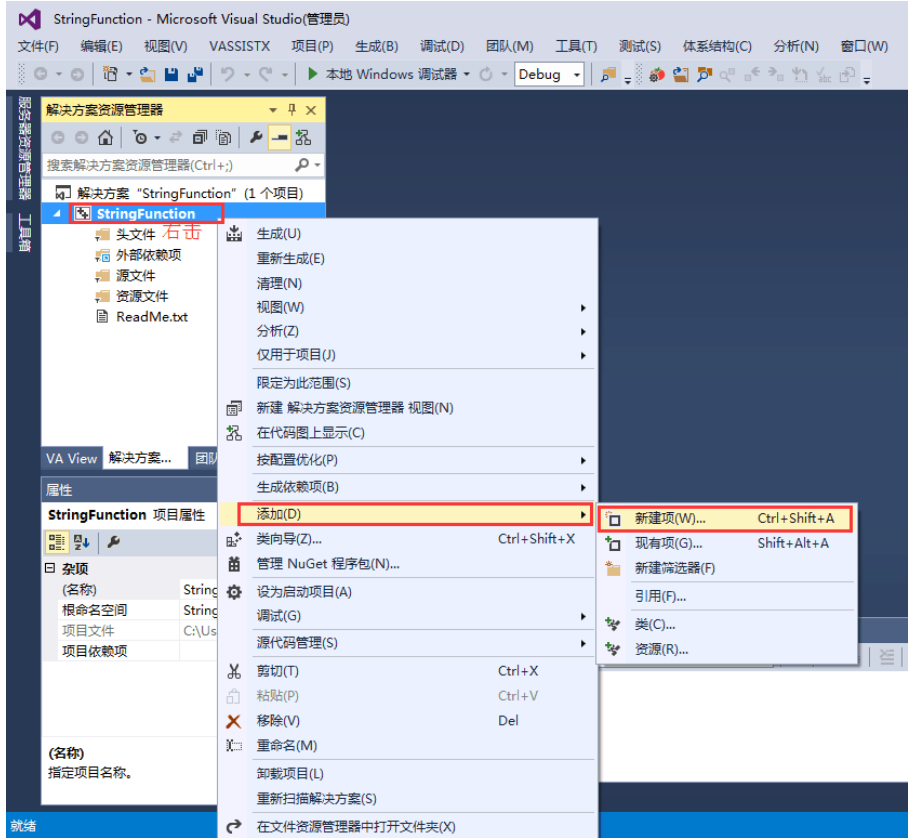 StringFunction - Microsoft Visual Studio(管理员)
文件(F) 编辑(E) 视图(V) VASSISTX 项目(P) 生成(B) 调试(D) 团队(M) 工具(T) 测试(S) 体系结构(C) 分析(N) 窗口(W)
本地 Windows 调试器 Debug
服务器资源管理器
工具箱
解决方案资源管理器
搜索解决方案资源管理器(Ctrl+;)
解决方案 "StringFunction" (1 个项目)
StringFunction
头文件 右击
外部依赖项
源文件
资源文件
ReadMe.txt
VA View 解决方案... 团队
属性
StringFunction 项目属性
杂项
(名称) String
根命名空间 String
项目文件 C:\Us
项目依赖项
(名称)
指定项目名称。
生成(U)
重新生成(E)
清理(N)
视图(W)
分析(Z)
仅用于项目(J)
限定为此范围(S)
新建 解决方案资源管理器 视图(N)
在代码图上显示(C)
按配置优化(P)
生成依赖项(B)
添加(D)
类向导(Z)... Ctrl+Shift+X
管理 NuGet 程序包(N)...
设为启动项目(A)
调试(G)
源代码管理(S)
剪切(T) Ctrl+X
粘贴(P) Ctrl+V
移除(V) Del
重命名(M)
卸载项目(L)
重新扫描解决方案(S)
在文件资源管理器中打开文件夹(X)
新建项(W)... Ctrl+Shift+A
现有项(G)... Shift+Alt+A
新建筛选器(F)
引用(F)...
类(C)...
资源(R)...
就绪